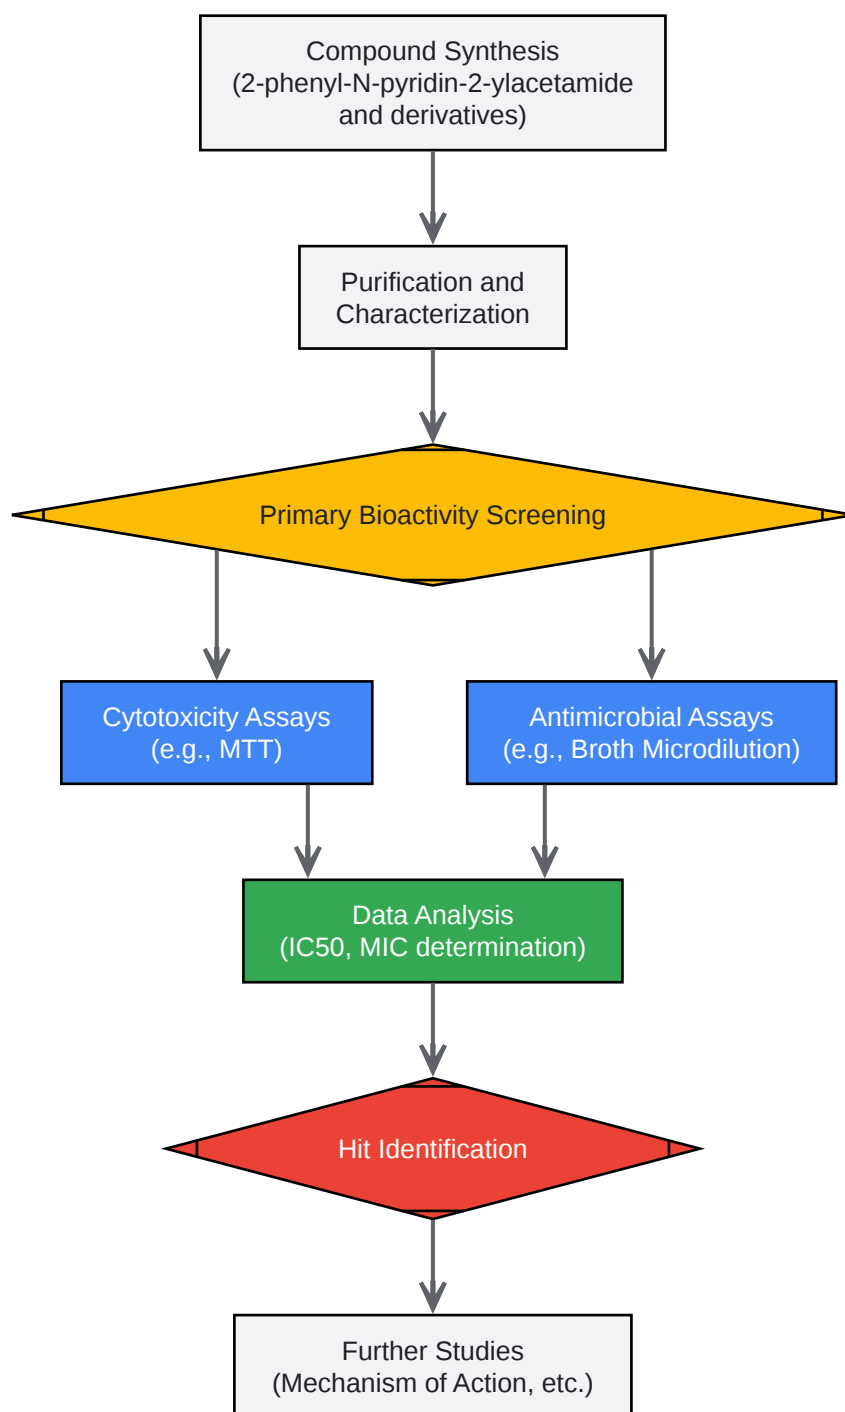 Compound Synthesis
(2-phenyl-N-pyridin-2-ylacetamide
and derivatives)
Purification and
Characterization
Primary Bioactivity Screening
Cytotoxicity Assays
(e.g., MTT)
Antimicrobial Assays
(e.g., Broth Microdilution)
Data Analysis
(IC50, MIC determination)
Hit Identification
Further Studies
(Mechanism of Action, etc.)